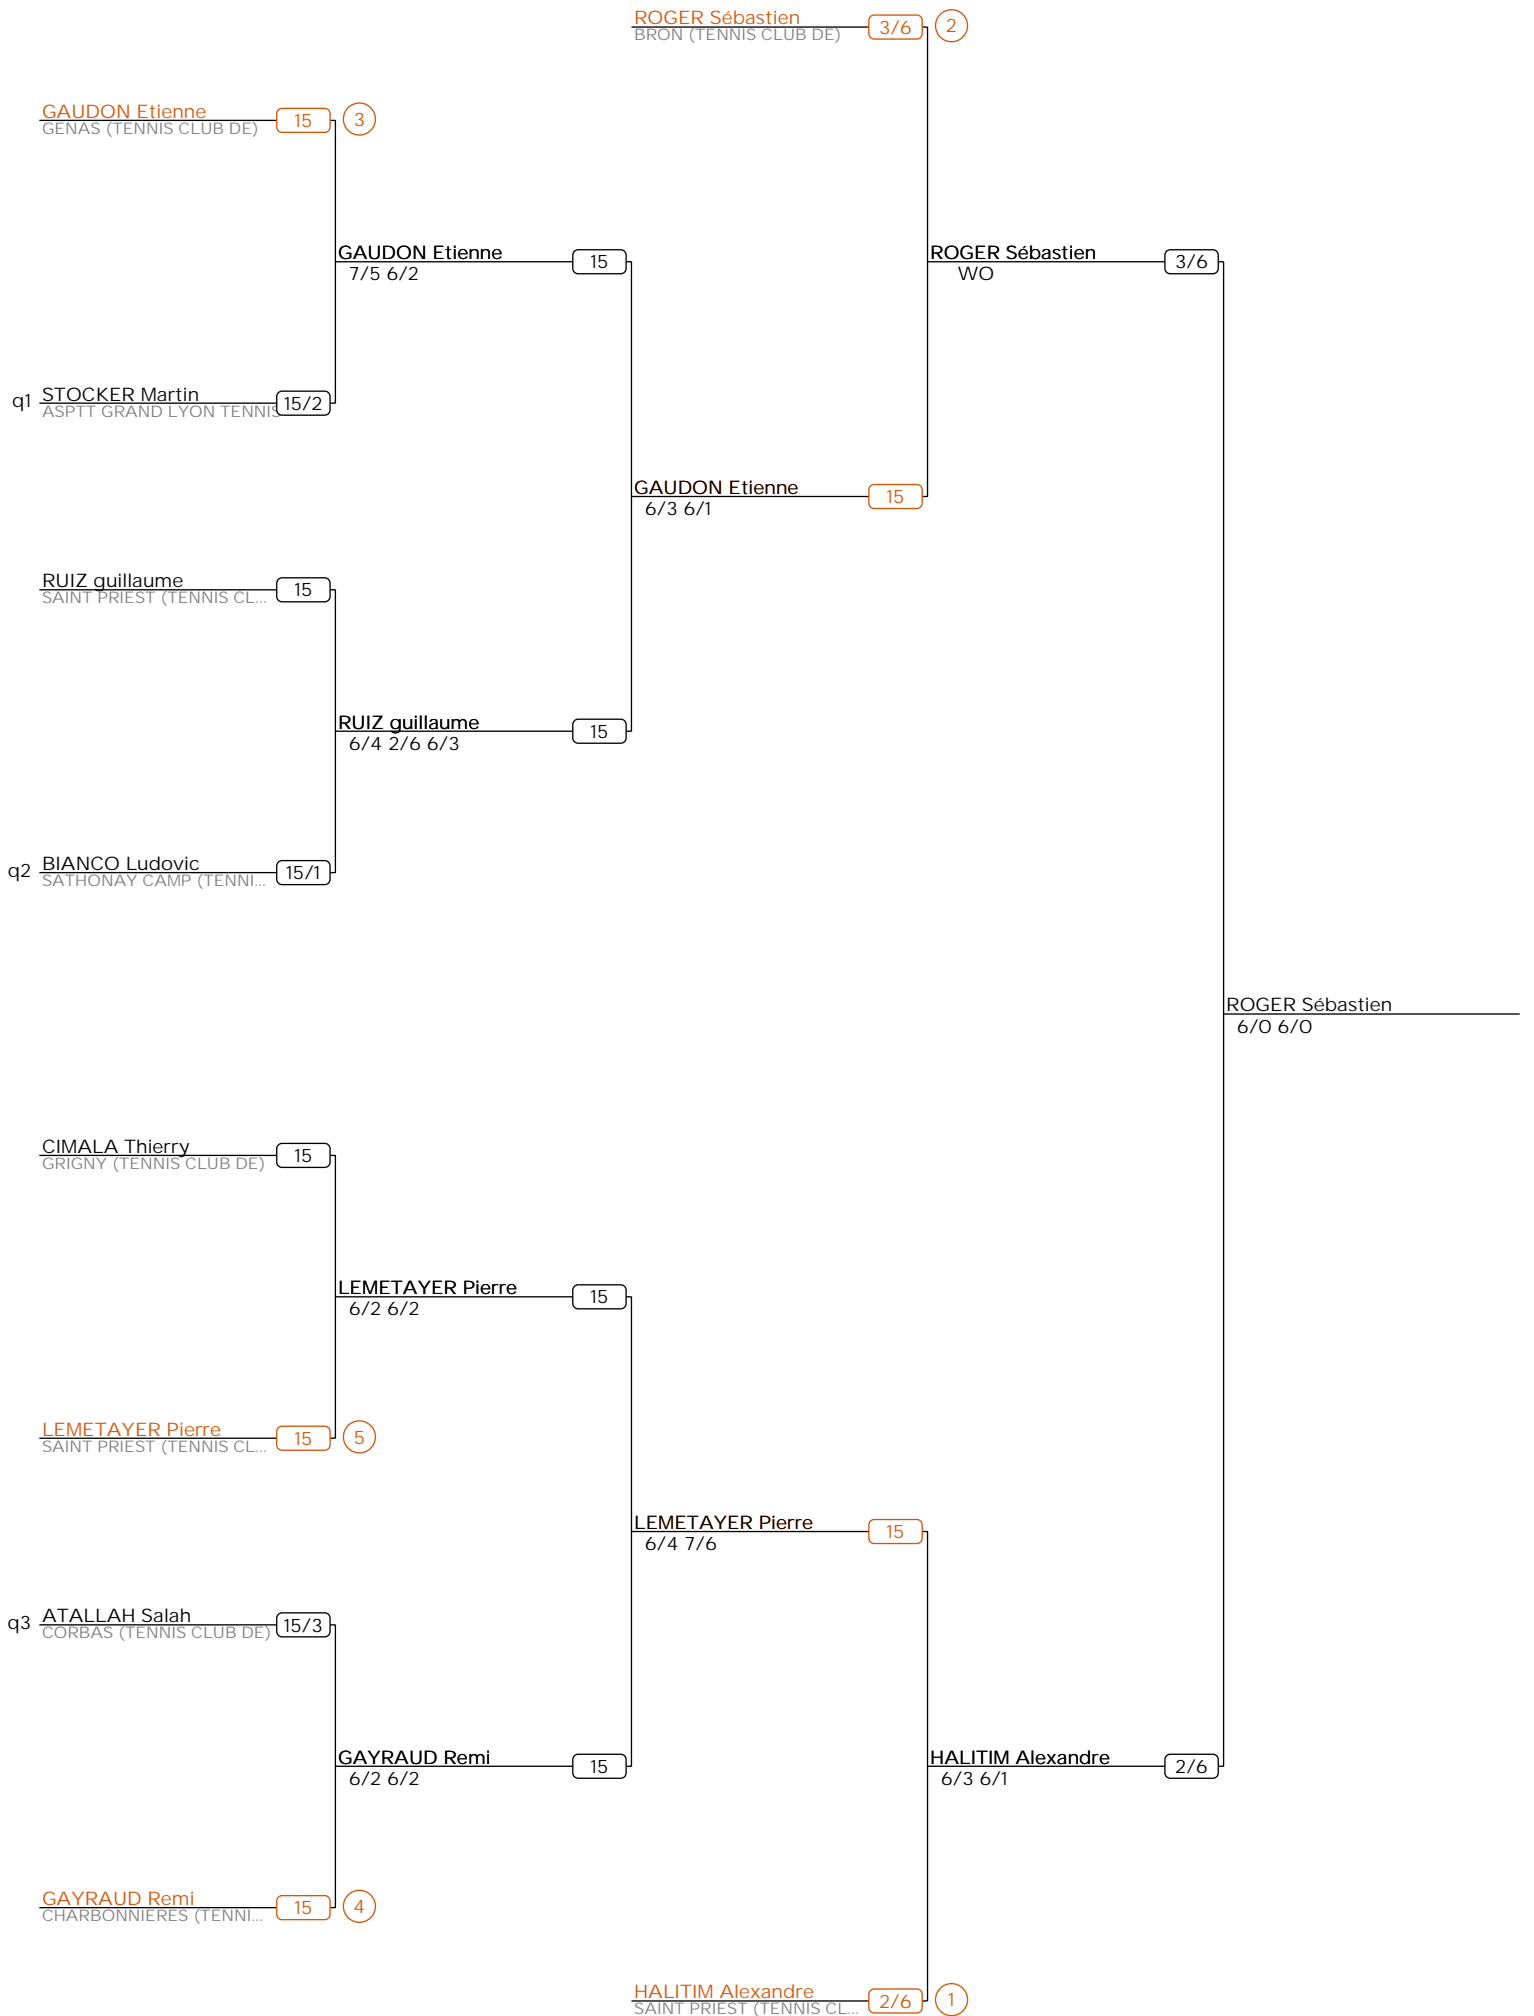 ROGER Sébastien
BRON (TENNIS CLUB DE)
3/6
2
GAUDON Etienne
GENAS (TENNIS CLUB DE)
15
3
GAUDON Etienne
7/5 6/2
15
ROGER Sébastien
WO
3/6
q1
STOCKER Martin
ASPTT GRAND LYON TENNIS
15/2
GAUDON Etienne
6/3 6/1
15
RUIZ guillaume
SAINT PRIEST (TENNIS CL...
15
RUIZ guillaume
6/4 2/6 6/3
15
q2
BIANCO Ludovic
SATHONAY CAMP (TENNI...
15/1
ROGER Sébastien
6/0 6/0
CIMALA Thierry
GRIGNY (TENNIS CLUB DE)
15
LEMETAYER Pierre
6/2 6/2
15
LEMETAYER Pierre
SAINT PRIEST (TENNIS CL...
15
5
LEMETAYER Pierre
6/4 7/6
15
q3
ATALLAH Salah
CORBAS (TENNIS CLUB DE)
15/3
GAYRAUD Remi
6/2 6/2
15
HALITIM Alexandre
6/3 6/1
2/6
GAYRAUD Remi
CHARBONNIERES (TENNI...
15
4
HALITIM Alexandre
SAINT PRIEST (TENNIS CL...
2/6
1